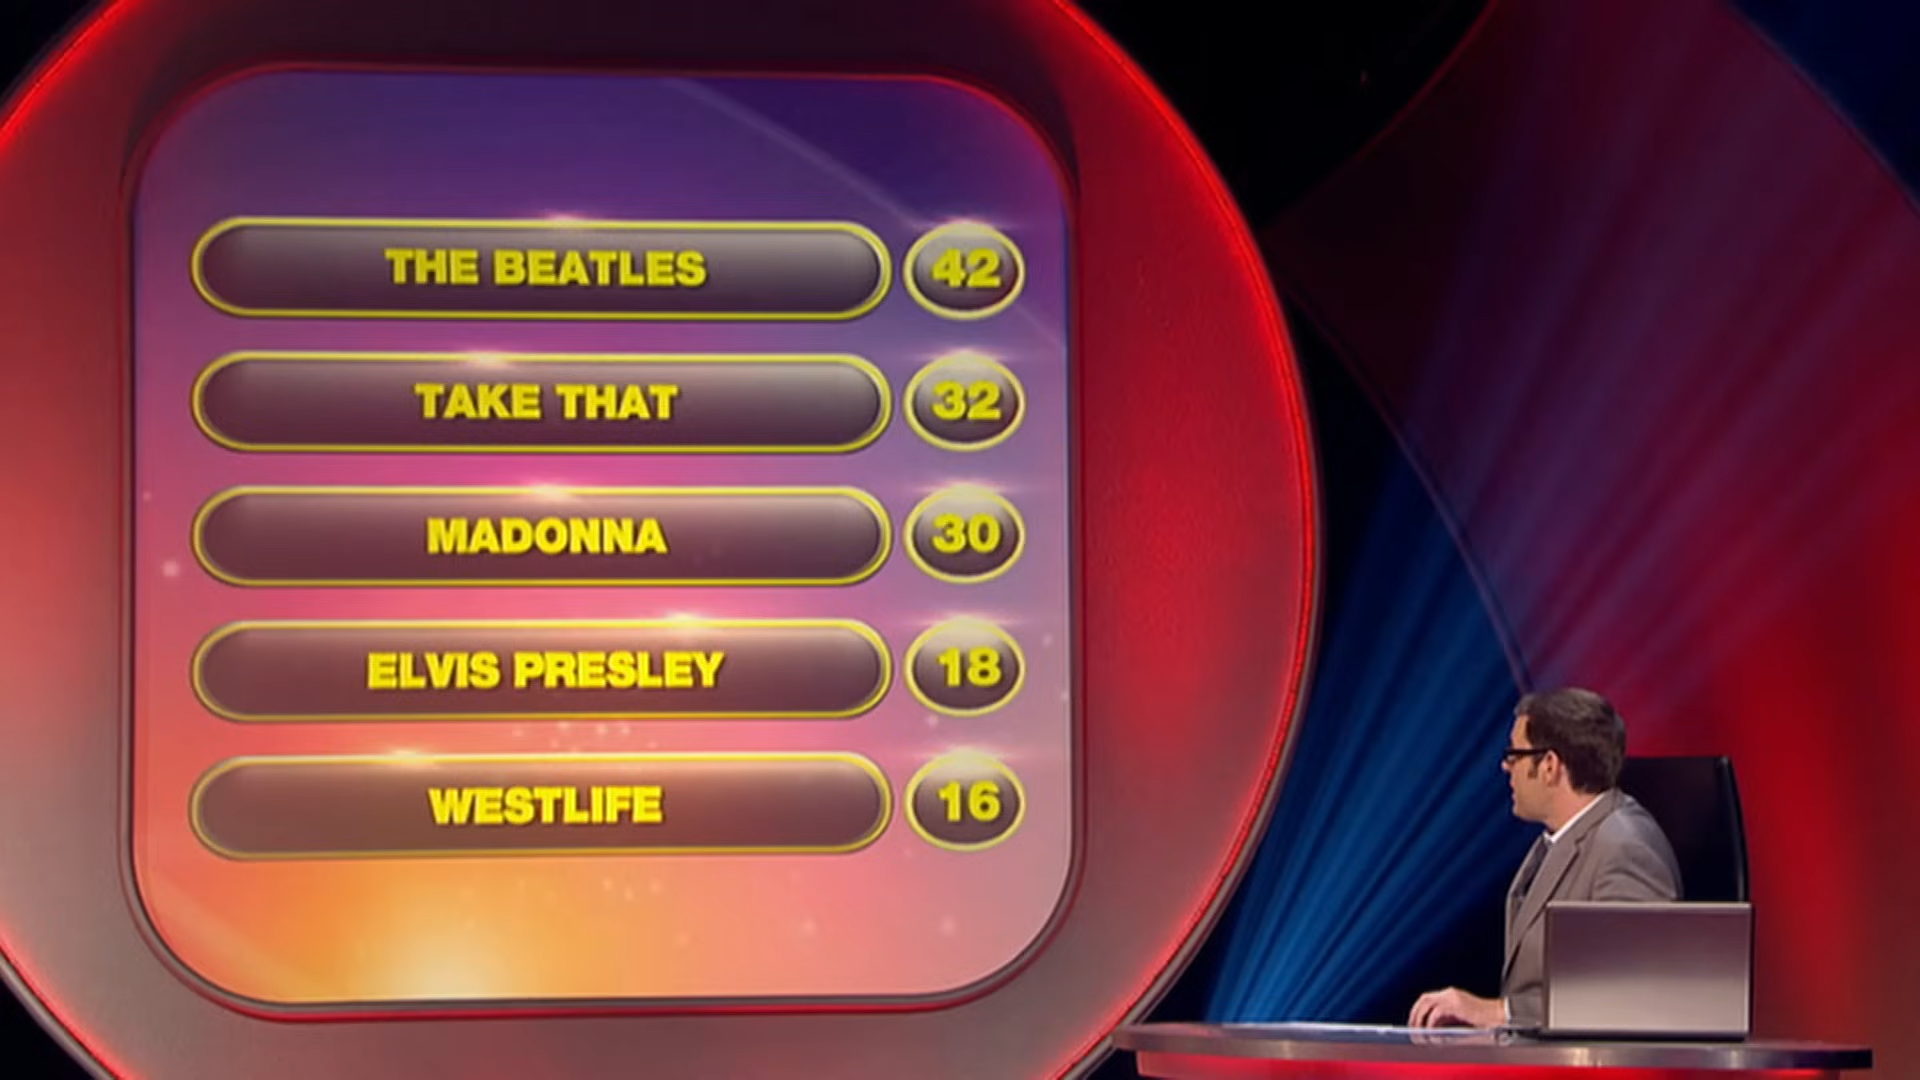 THE BEATLES 42
TAKE THAT 32
MADONNA 30
ELVIS PRESLEY 18
WESTLIFE 16